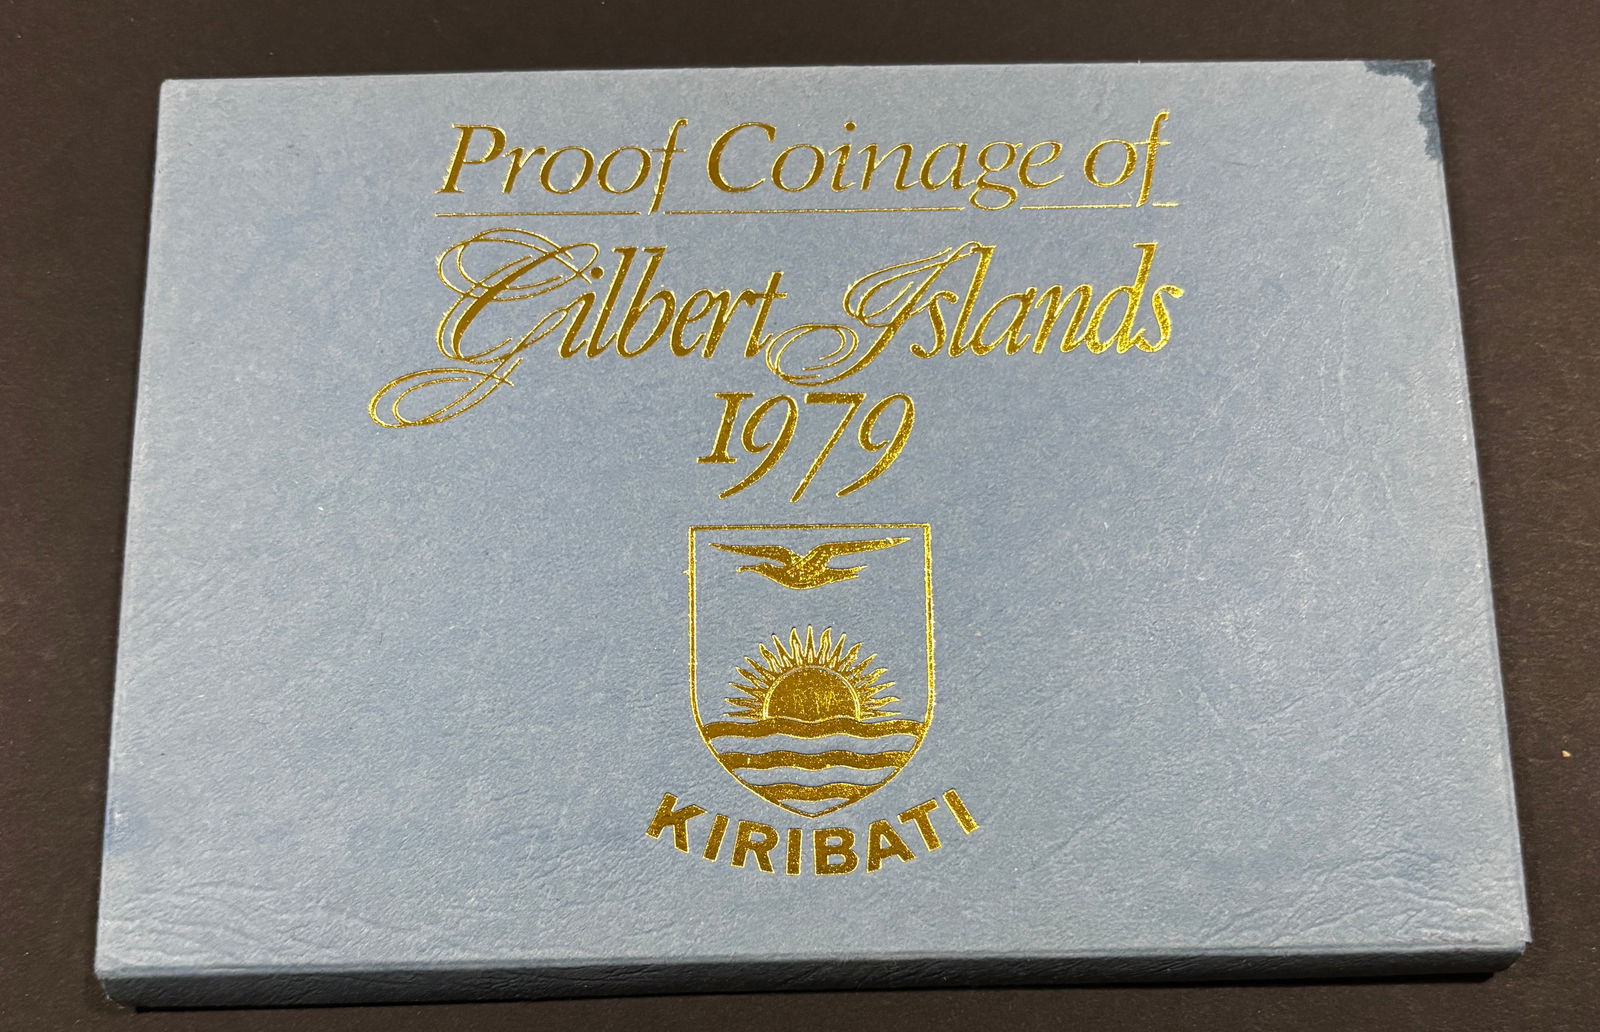 Proof Coinage of
Gilbert Islands
1979
KIRIBATI